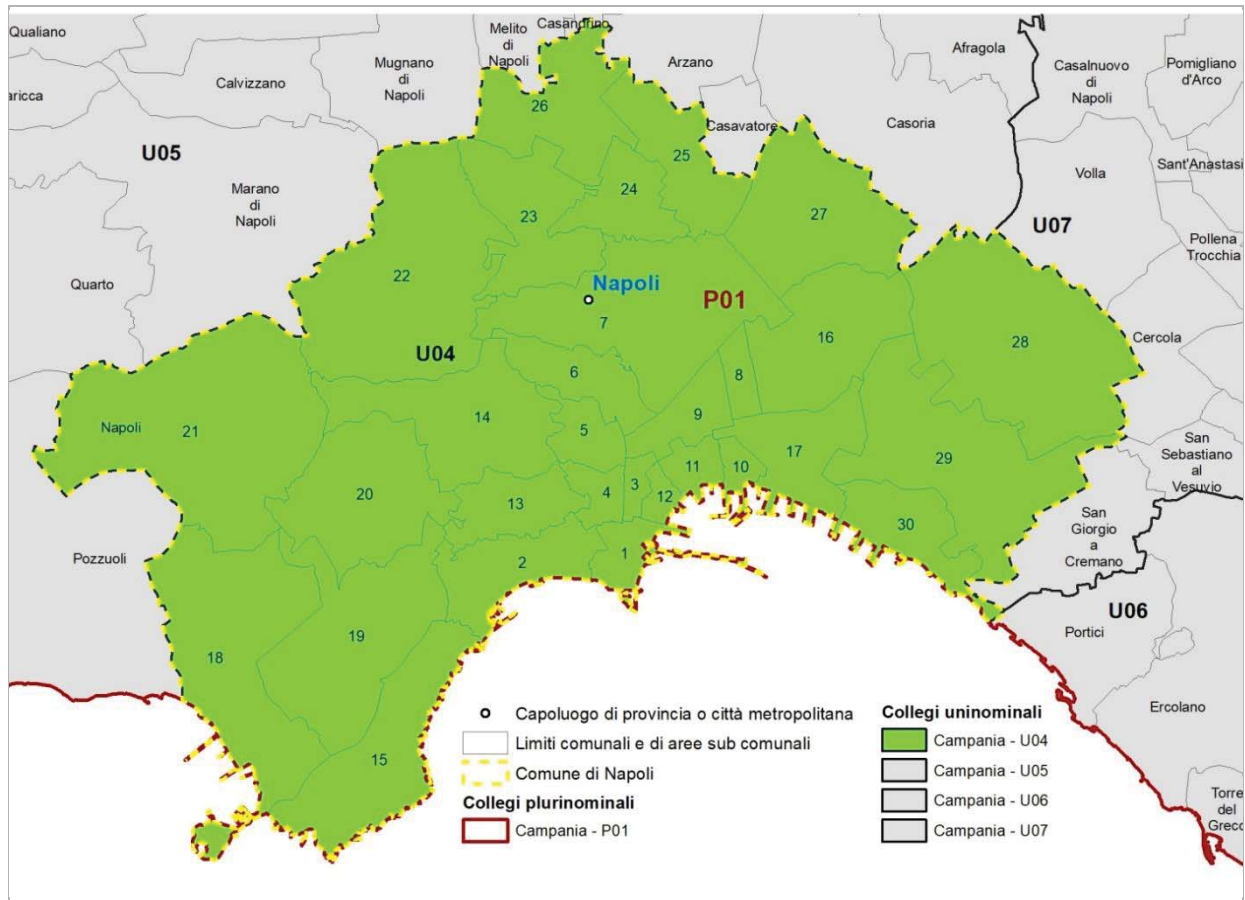 Qualiano
Melito
di
Napoli
Casandrino
Mugnano
di
Napoli
Calvizzano
Arzano
Afragola
Casalnuovo
di
Napoli
Pomigliano
d'Arco
aricca
Casavatore
Casoria
U05
Marano
di
Napoli
Volla
Sant'Anastasi
U07
Pollena
Trocchia
Quarto
Cercola
26
25
24
23
27
22
Napoli
P01
7
U04
16
28
6
8
14
9
5
Napoli
21
San
Sebastiano
al
Vesuvio
29
11
10
17
3
4
12
20
13
30
San
Giorgio
a
Cremano
Pozzuoli
1
2
U06
Portici
19
18
Ercolano
15
Torre
del
Greco
Capoluogo di provincia o città metropolitana
Limiti comunali e di aree sub comunali
Comune di Napoli
Collegi plurinominali
Campania - P01
Collegi uninominali
Campania - U04
Campania - U05
Campania - U06
Campania - U07